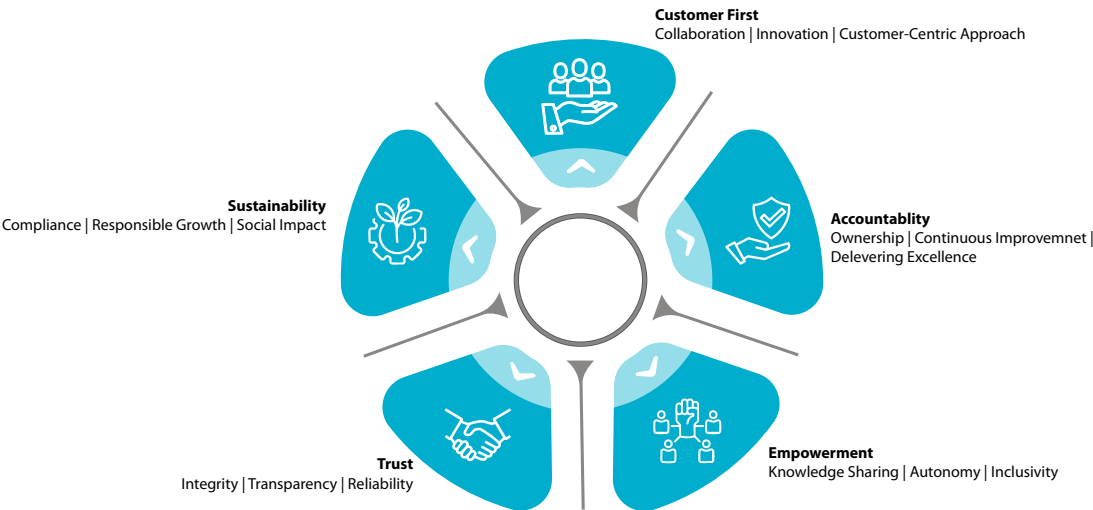 Customer First
Collaboration | Innovation | Customer-Centric Approach
Accountablity
Ownership | Continuous Improvemnet |
Delevering Excellence
Empowerment
Knowledge Sharing | Autonomy | Inclusivity
Trust
Integrity | Transparency | Reliability
Sustainability
Compliance | Responsible Growth | Social Impact